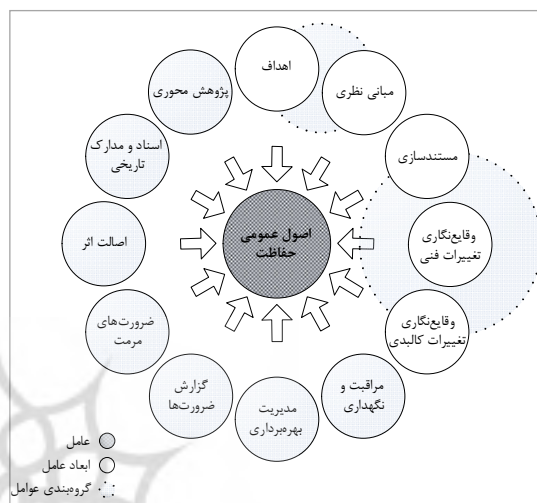 اهداف
مبانی نظری
مستندسازی
وقایع‌نگاری
تغییرات فنی
وقایع‌نگاری
تغییرات کالبدی
مراقبت و
نگهداری
مدیریت
بهره‌برداری
گزارش
ضرورت‌ها
ضرورت‌های
مرمت
اصالت اثر
اسناد و مدارک
تاریخی
پژوهش محوری
اصول عمومی
حفاظت
عامل
ابعاد عامل
گروه‌بندی عوامل